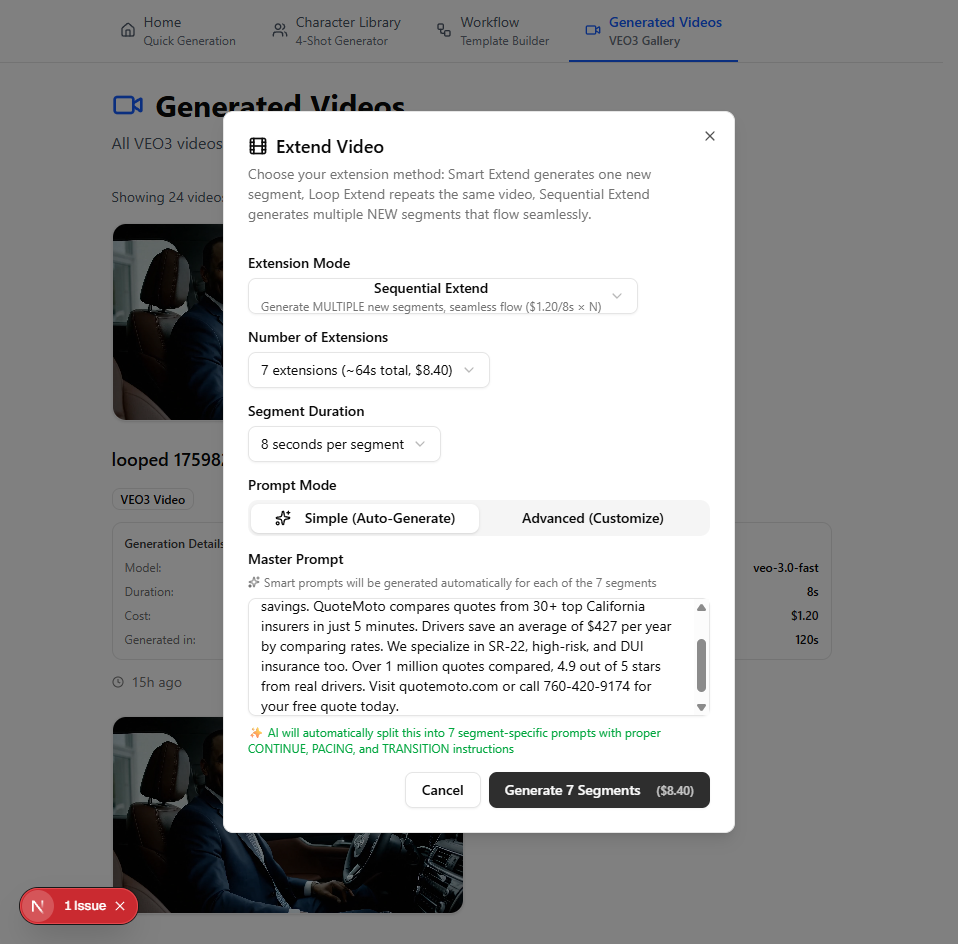 Home
Quick Generation
Character Library
4-Shot Generator
Workflow
Template Builder
Generated Videos
VEO3 Gallery
Generated Videos
All VEO3 videos
Showing 24 videos
looped 17598
VEO3 Video
Generation Details
Model:
veo-3.0-fast
Duration:
8s
Cost:
$1.20
Generated in:
120s
15h ago
Extend Video
Choose your extension method: Smart Extend generates one new
segment, Loop Extend repeats the same video, Sequential Extend
generates multiple NEW segments that flow seamlessly.
Extension Mode
Sequential Extend
Generate MULTIPLE new segments, seamless flow ($1.20/8s × N)
Number of Extensions
7 extensions (~64s total, $8.40)
Segment Duration
8 seconds per segment
Prompt Mode
Simple (Auto-Generate)
Advanced (Customize)
Master Prompt
Smart prompts will be generated automatically for each of the 7 segments
savings. QuoteMoto compares quotes from 30+ top California
insurers in just 5 minutes. Drivers save an average of $427 per year
by comparing rates. We specialize in SR-22, high-risk, and DUI
insurance too. Over 1 million quotes compared, 4.9 out of 5 stars
from real drivers. Visit quotemoto.com or call 760-420-9174 for
your free quote today.
✨ AI will automatically split this into 7 segment-specific prompts with proper
CONTINUE, PACING, and TRANSITION instructions
Cancel
Generate 7 Segments ($8.40)
N
1 Issue